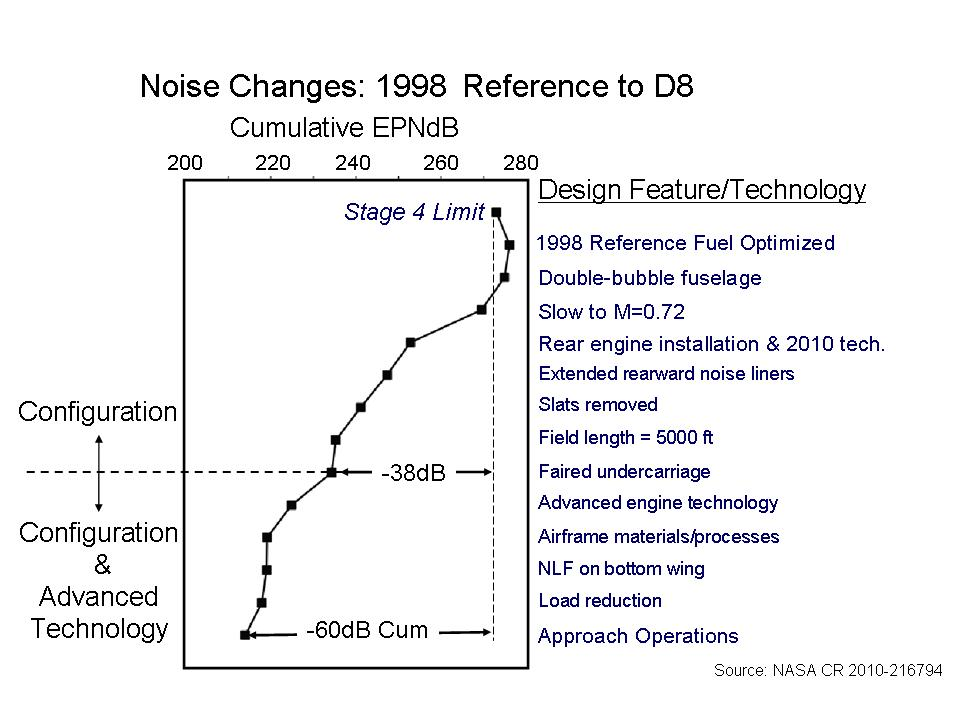 Noise Changes: 1998 Reference to D8
Cumulative EPNdB
200 220 240 260 280
Design Feature/Technology
Stage 4 Limit
1998 Reference Fuel Optimized
Double-bubble fuselage
Slow to M=0.72
Rear engine installation & 2010 tech.
Extended rearward noise liners
Slats removed
Configuration
Field length = 5000 ft
-38dB
Faired undercarriage
Advanced engine technology
Configuration
&
Advanced
Technology
Airframe materials/processes
NLF on bottom wing
Load reduction
-60dB Cum
Approach Operations
Source: NASA CR 2010-216794